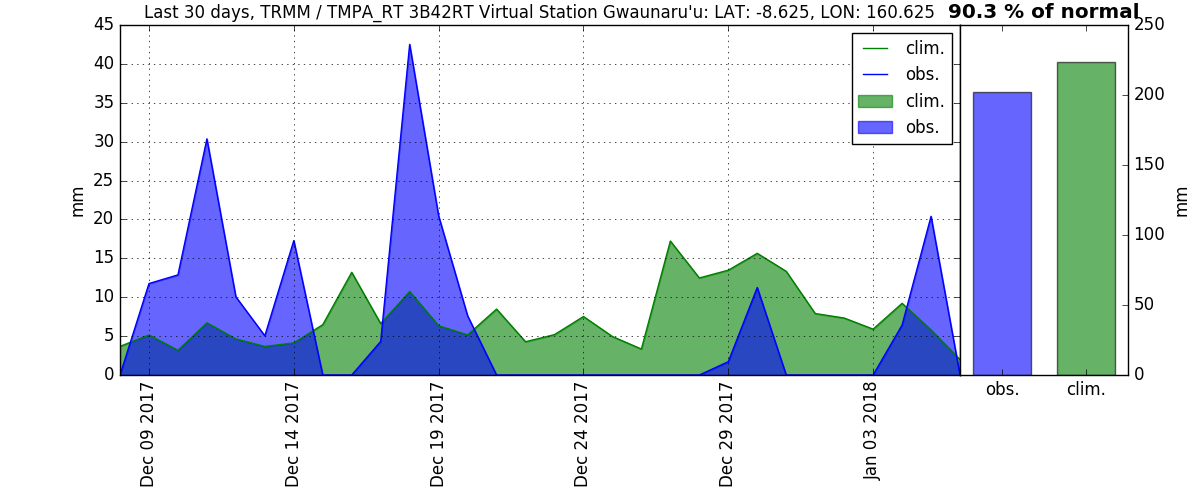 Last 30 days, TRMM / TMPA_RT 3B42RT Virtual Station Gwaunaru'u: LAT: -8.625, LON: 160.625
90.3 % of normal
45
40
35
30
25
20
15
10
5
0
mm
clim.
obs.
clim.
obs.
Dec 09 2017
Dec 14 2017
Dec 19 2017
Dec 24 2017
Dec 29 2017
Jan 03 2018
250
200
150
100
50
0
mm
obs.
clim.